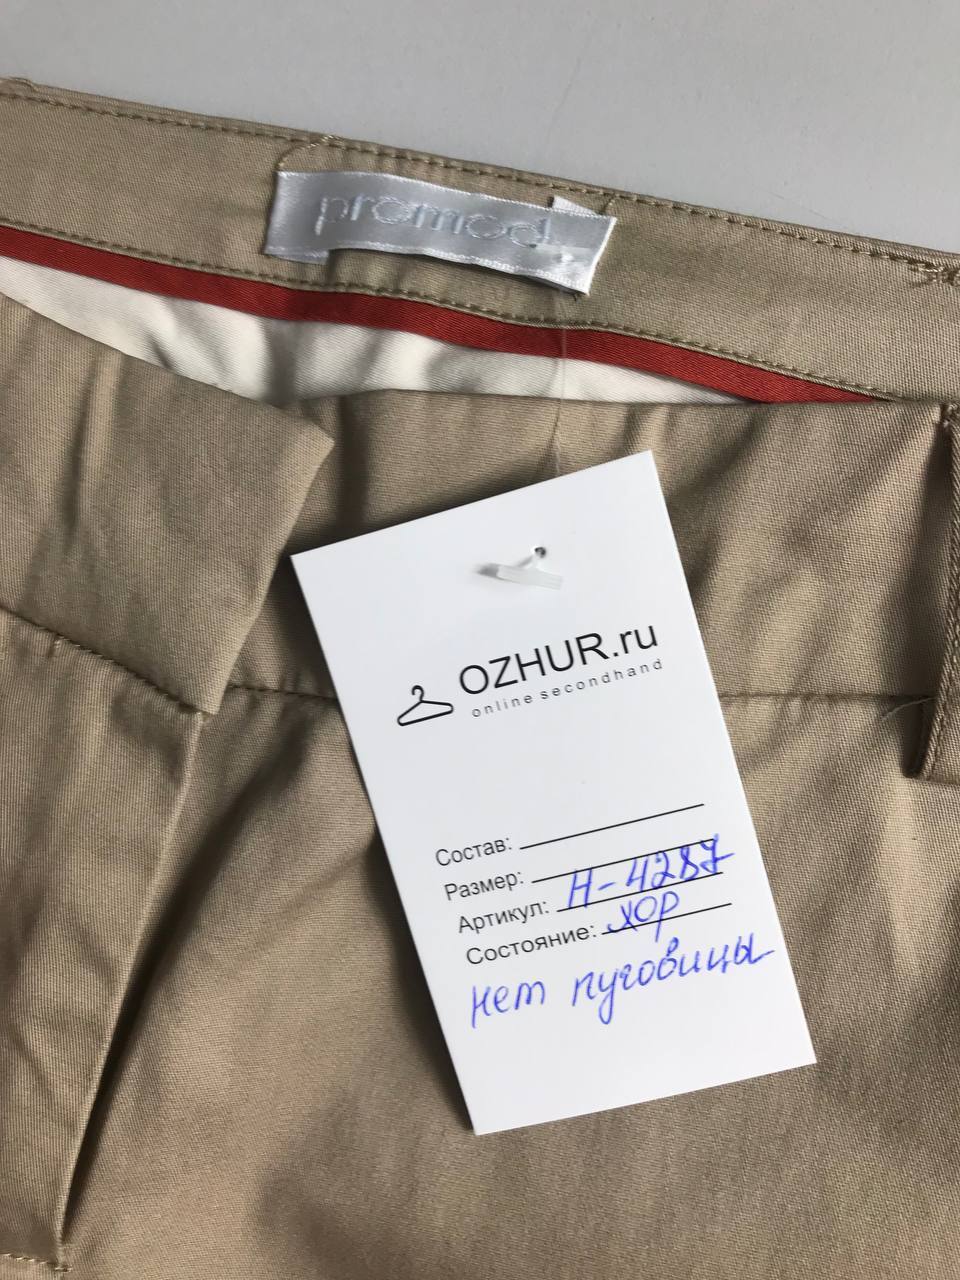 promod
OZHUR.ru
online secondhand
Состав:
Размер:
Артикул: Н-4287
Состояние: хор
нет пуговицы